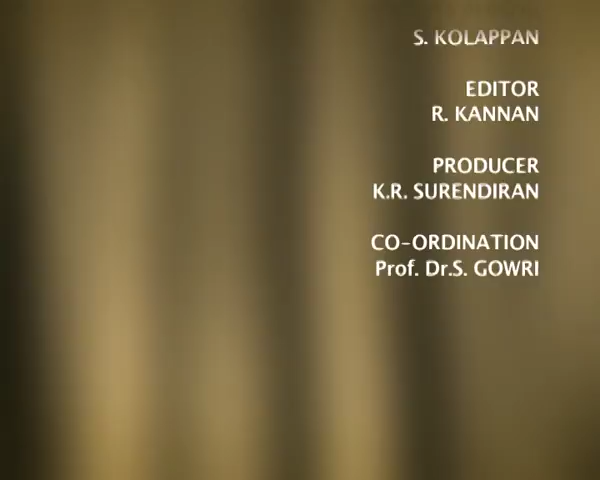 S. KOLAPPAN
EDITOR
R. KANNAN
PRODUCER
K.R. SURENDIRAN
CO-ORDINATION
Prof. Dr.S. GOWRI